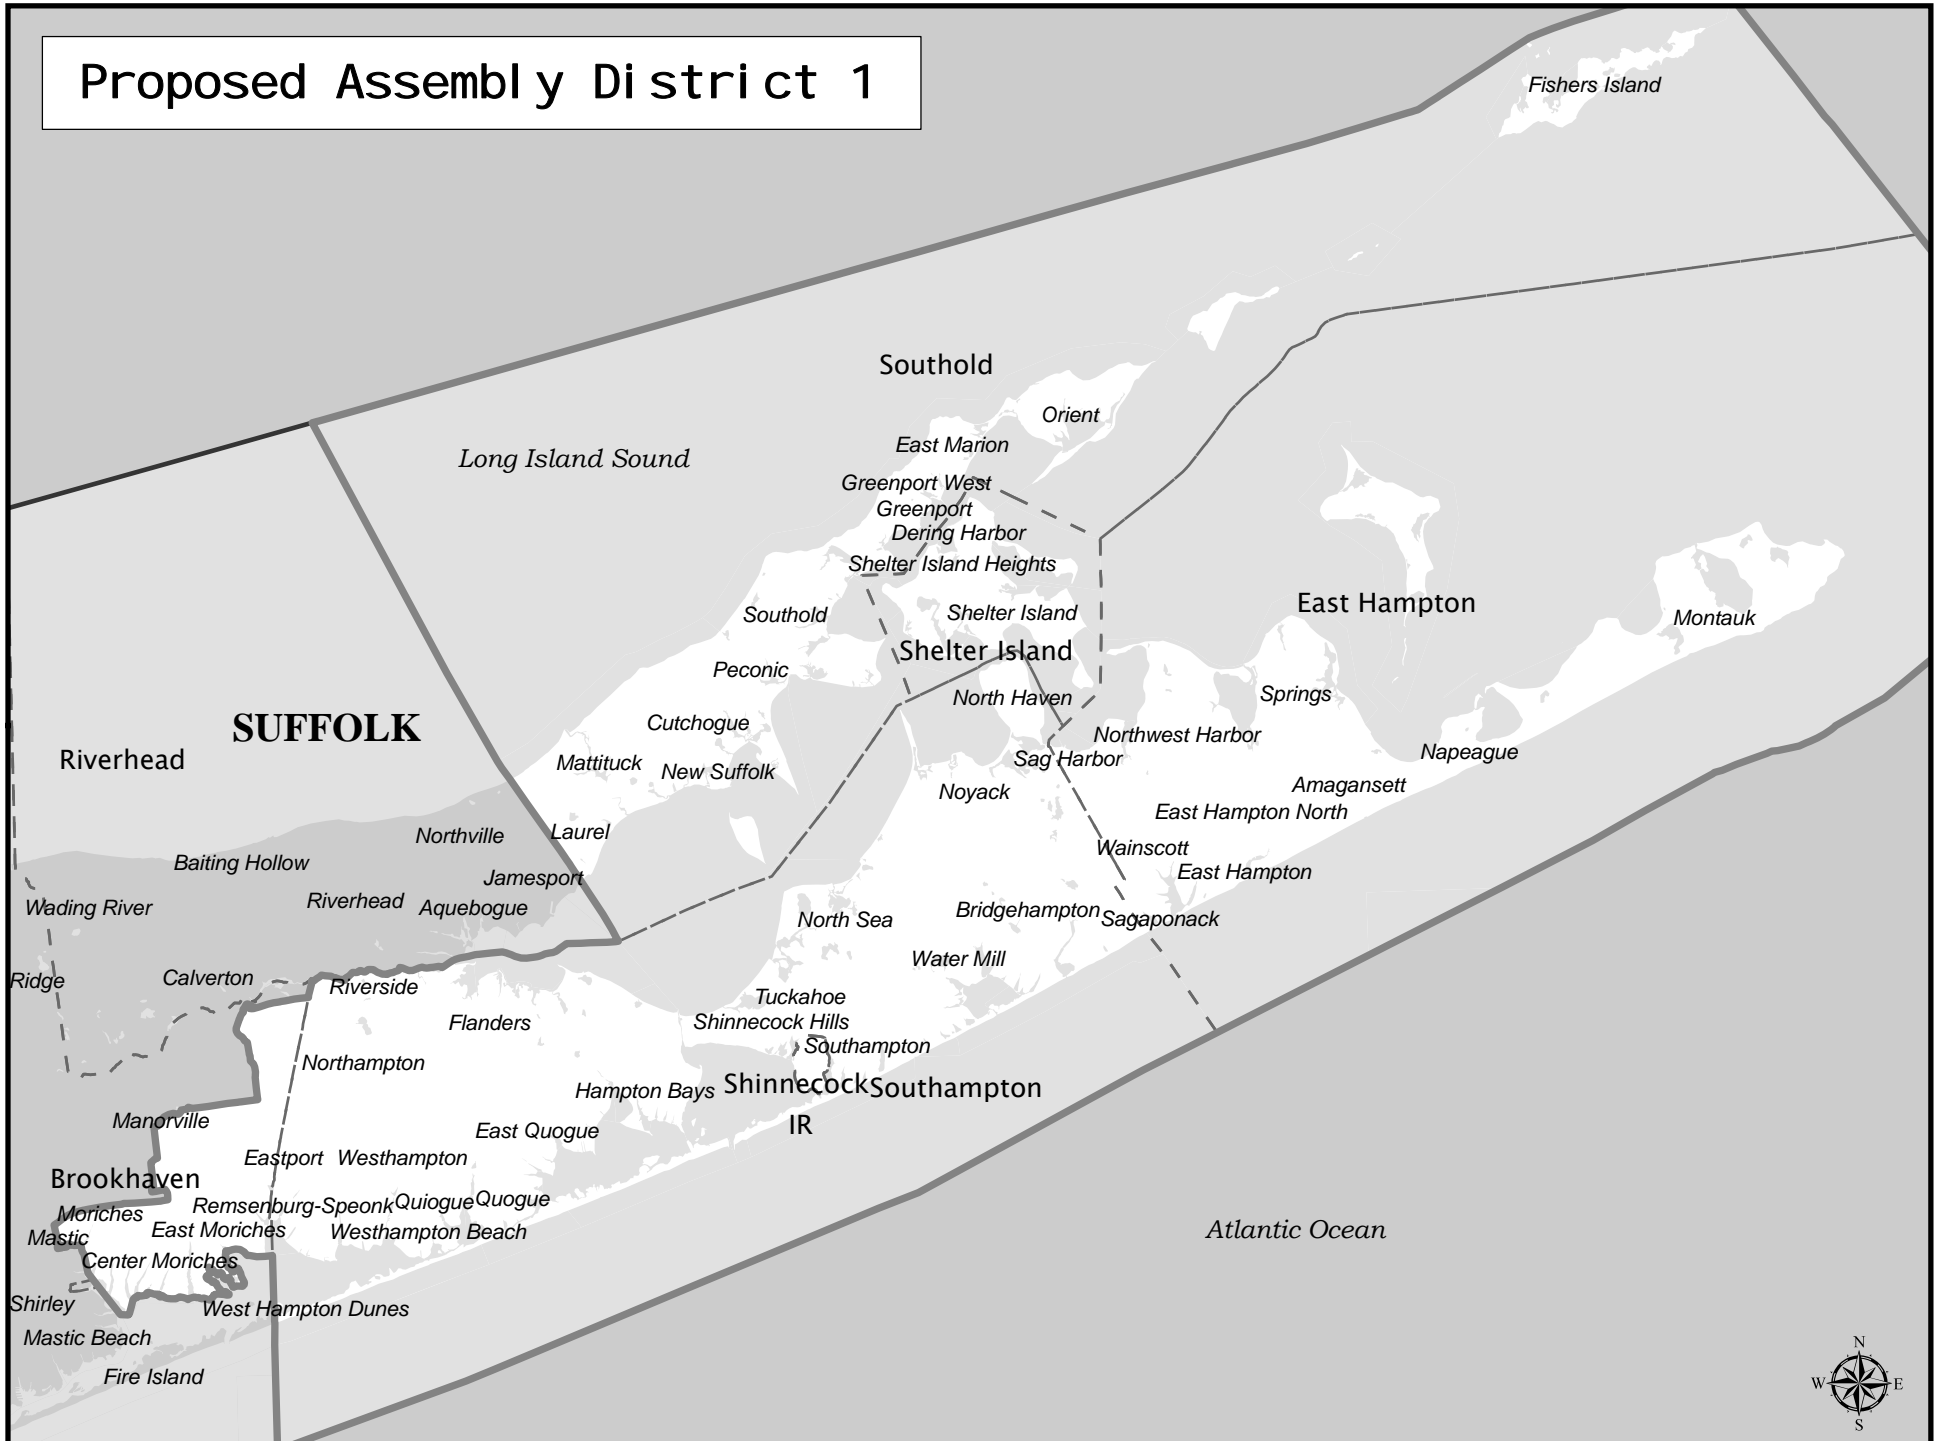 Proposed Assembly District 1
Fishers Island
Southold
Orient
East Marion
Long Island Sound
Greenport West
Greenport
Dering Harbor
Shelter Island Heights
East Hampton
Shelter Island
Southold
Montauk
Shelter Island
Peconic
Springs
North Haven
Cutchogue
SUFFOLK
Northwest Harbor
Napeague
Riverhead
Sag Harbor
Mattituck
New Suffolk
Amagansett
Noyack
East Hampton North
Laurel
Northville
Wainscott
Baiting Hollow
East Hampton
Jamesport
Riverhead
Aquebogue
Wading River
Bridgehampton
Sagaponack
North Sea
Water Mill
Calverton
Ridge
Riverside
Tuckahoe
Shinnecock Hills
Flanders
Southampton
Northampton
Shinnecock
IR
Southampton
Hampton Bays
Manorville
East Quogue
Eastport
Westhampton
Brookhaven
Quogue
Quiogue
Remsenburg-Speonk
Moriches
East Moriches
Westhampton Beach
Mastic
Center Moriches
Atlantic Ocean
Shirley
West Hampton Dunes
Mastic Beach
Fire Island
N
W
E
S